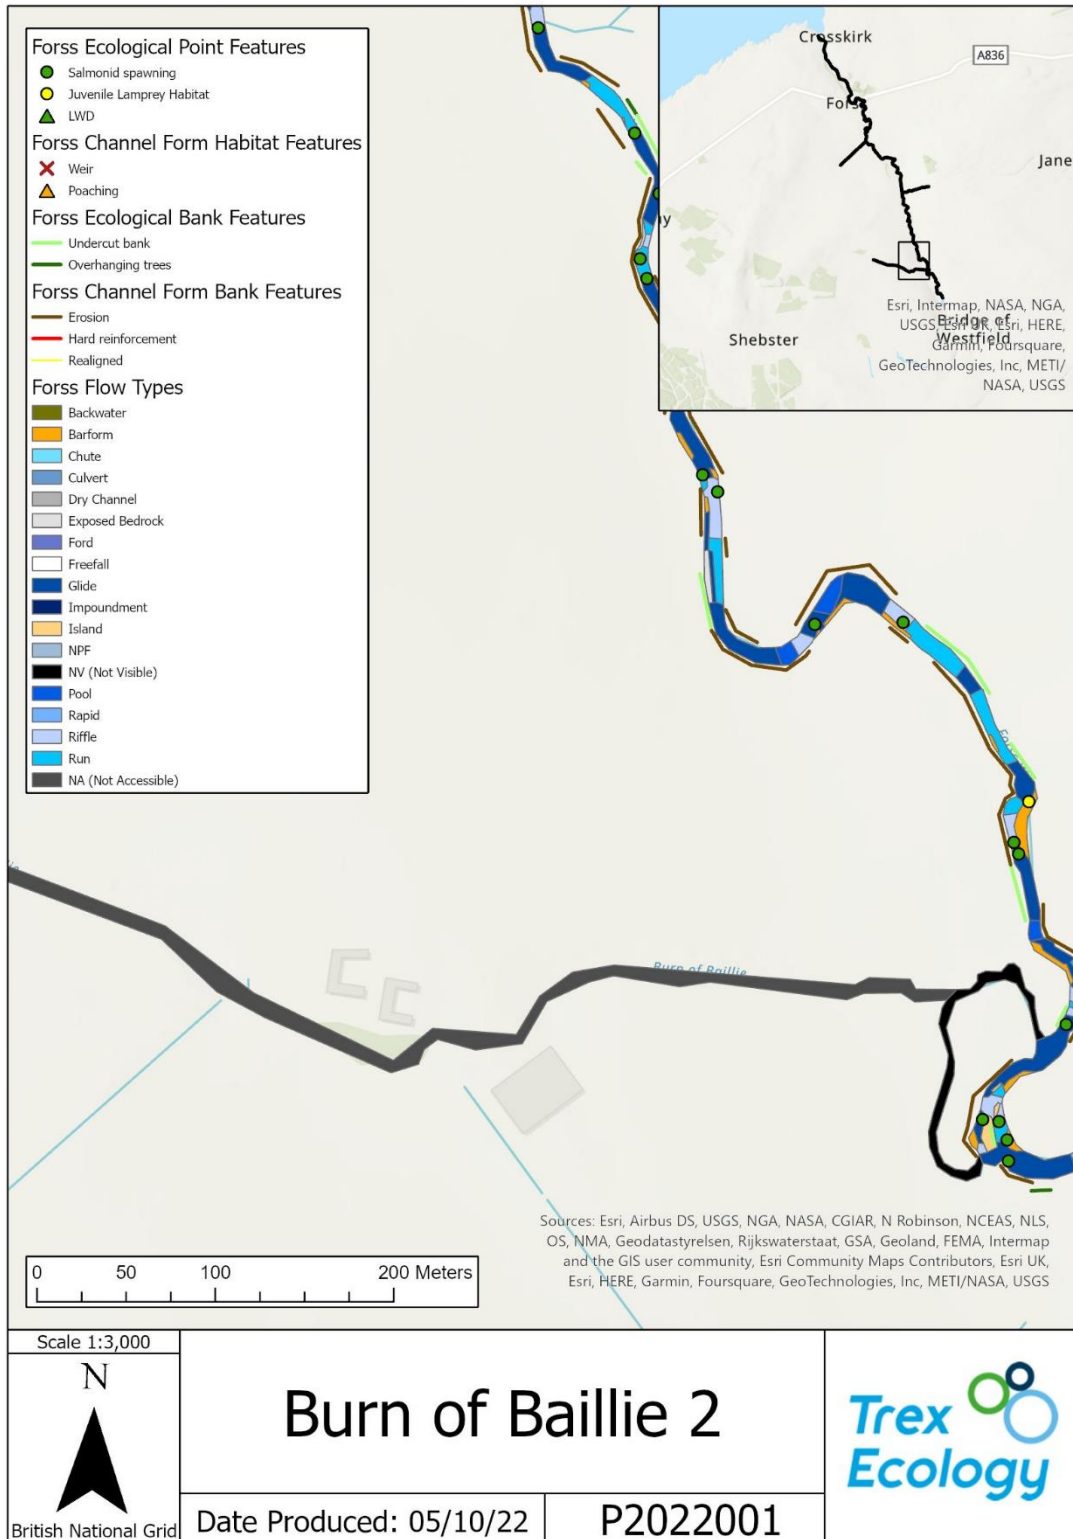 Forss Ecological Point Features
Salmonid spawning
Juvenile Lamprey Habitat
LWD
Forss Channel Form Habitat Features
Weir
Poaching
Forss Ecological Bank Features
Undercut bank
Overhanging trees
Forss Channel Form Bank Features
Erosion
Hard reinforcement
Realigned
Forss Flow Types
Backwater
Barform
Chute
Culvert
Dry Channel
Exposed Bedrock
Ford
Freefall
Glide
Impoundment
Island
NPF
NV (Not Visible)
Pool
Rapid
Riffle
Run
NA (Not Accessible)
Crosskirk
A836
Forss
Jane
Shebster
Bridge of
Westfield
Esri, Intermap, NASA, NGA,
USGS, Esri UK, Esri, HERE,
Garmin, Foursquare,
GeoTechnologies, Inc, METI/
NASA, USGS
Burn of Baillie
Sources: Esri, Airbus DS, USGS, NGA, NASA, CGIAR, N Robinson, NCEAS, NLS,
OS, NMA, Geodatastyrelsen, Rijkswaterstaat, GSA, Geoland, FEMA, Intermap
and the GIS user community, Esri Community Maps Contributors, Esri UK,
Esri, HERE, Garmin, Foursquare, GeoTechnologies, Inc, METI/NASA, USGS
0 50 100 200 Meters
Scale 1:3,000
N
British National Grid
Burn of Baillie 2
Date Produced: 05/10/22
P2022001
Trex
Ecology